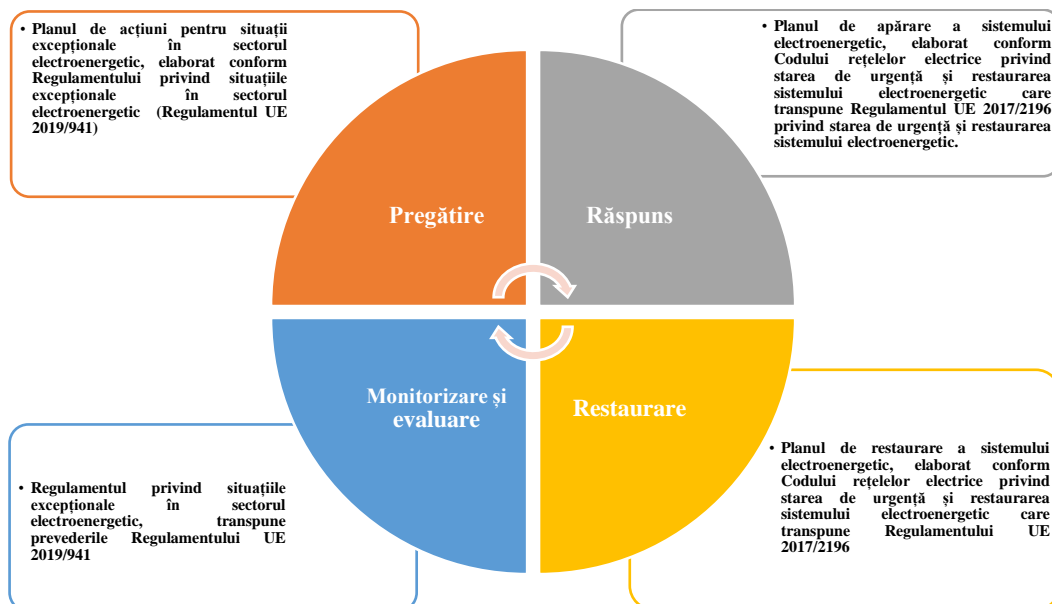 • Planul de acțiuni pentru situații
excepționale în sectorul
electroenergetic, elaborat conform
Regulamentului privind situațiile
excepționale în sectorul
electroenergetic (Regulamentul UE
2019/941)
• Planul de apărare a sistemului
electroenergetic, elaborat conform
Codului rețelelor electrice privind
starea de urgență și restaurarea
sistemului electroenergetic care
transpune Regulamentul UE 2017/2196
privind starea de urgență și restaurarea
sistemului electroenergetic.
Pregătire
Răspuns
Monitorizare și
evaluare
Restaurare
• Regulamentul privind situațiile
excepționale în sectorul
electroenergetic, transpune
prevederile Regulamentului UE
2019/941
• Planul de restaurare a sistemului
electroenergetic, elaborat conform
Codului rețelelor electrice privind
starea de urgență și restaurarea
sistemului electroenergetic care
transpune Regulamentului UE
2017/2196